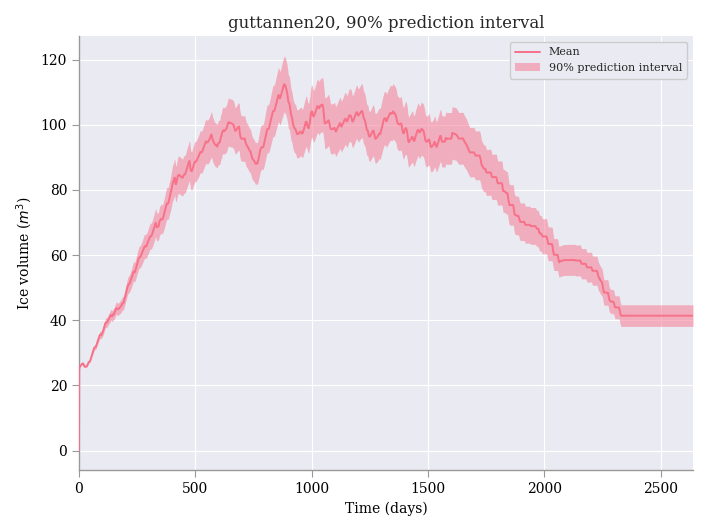 guttannen20, 90% prediction interval
Mean
90% prediction interval
120
100
80
60
40
20
0
Ice volume (m³)
0 500 1000 1500 2000 2500
Time (days)